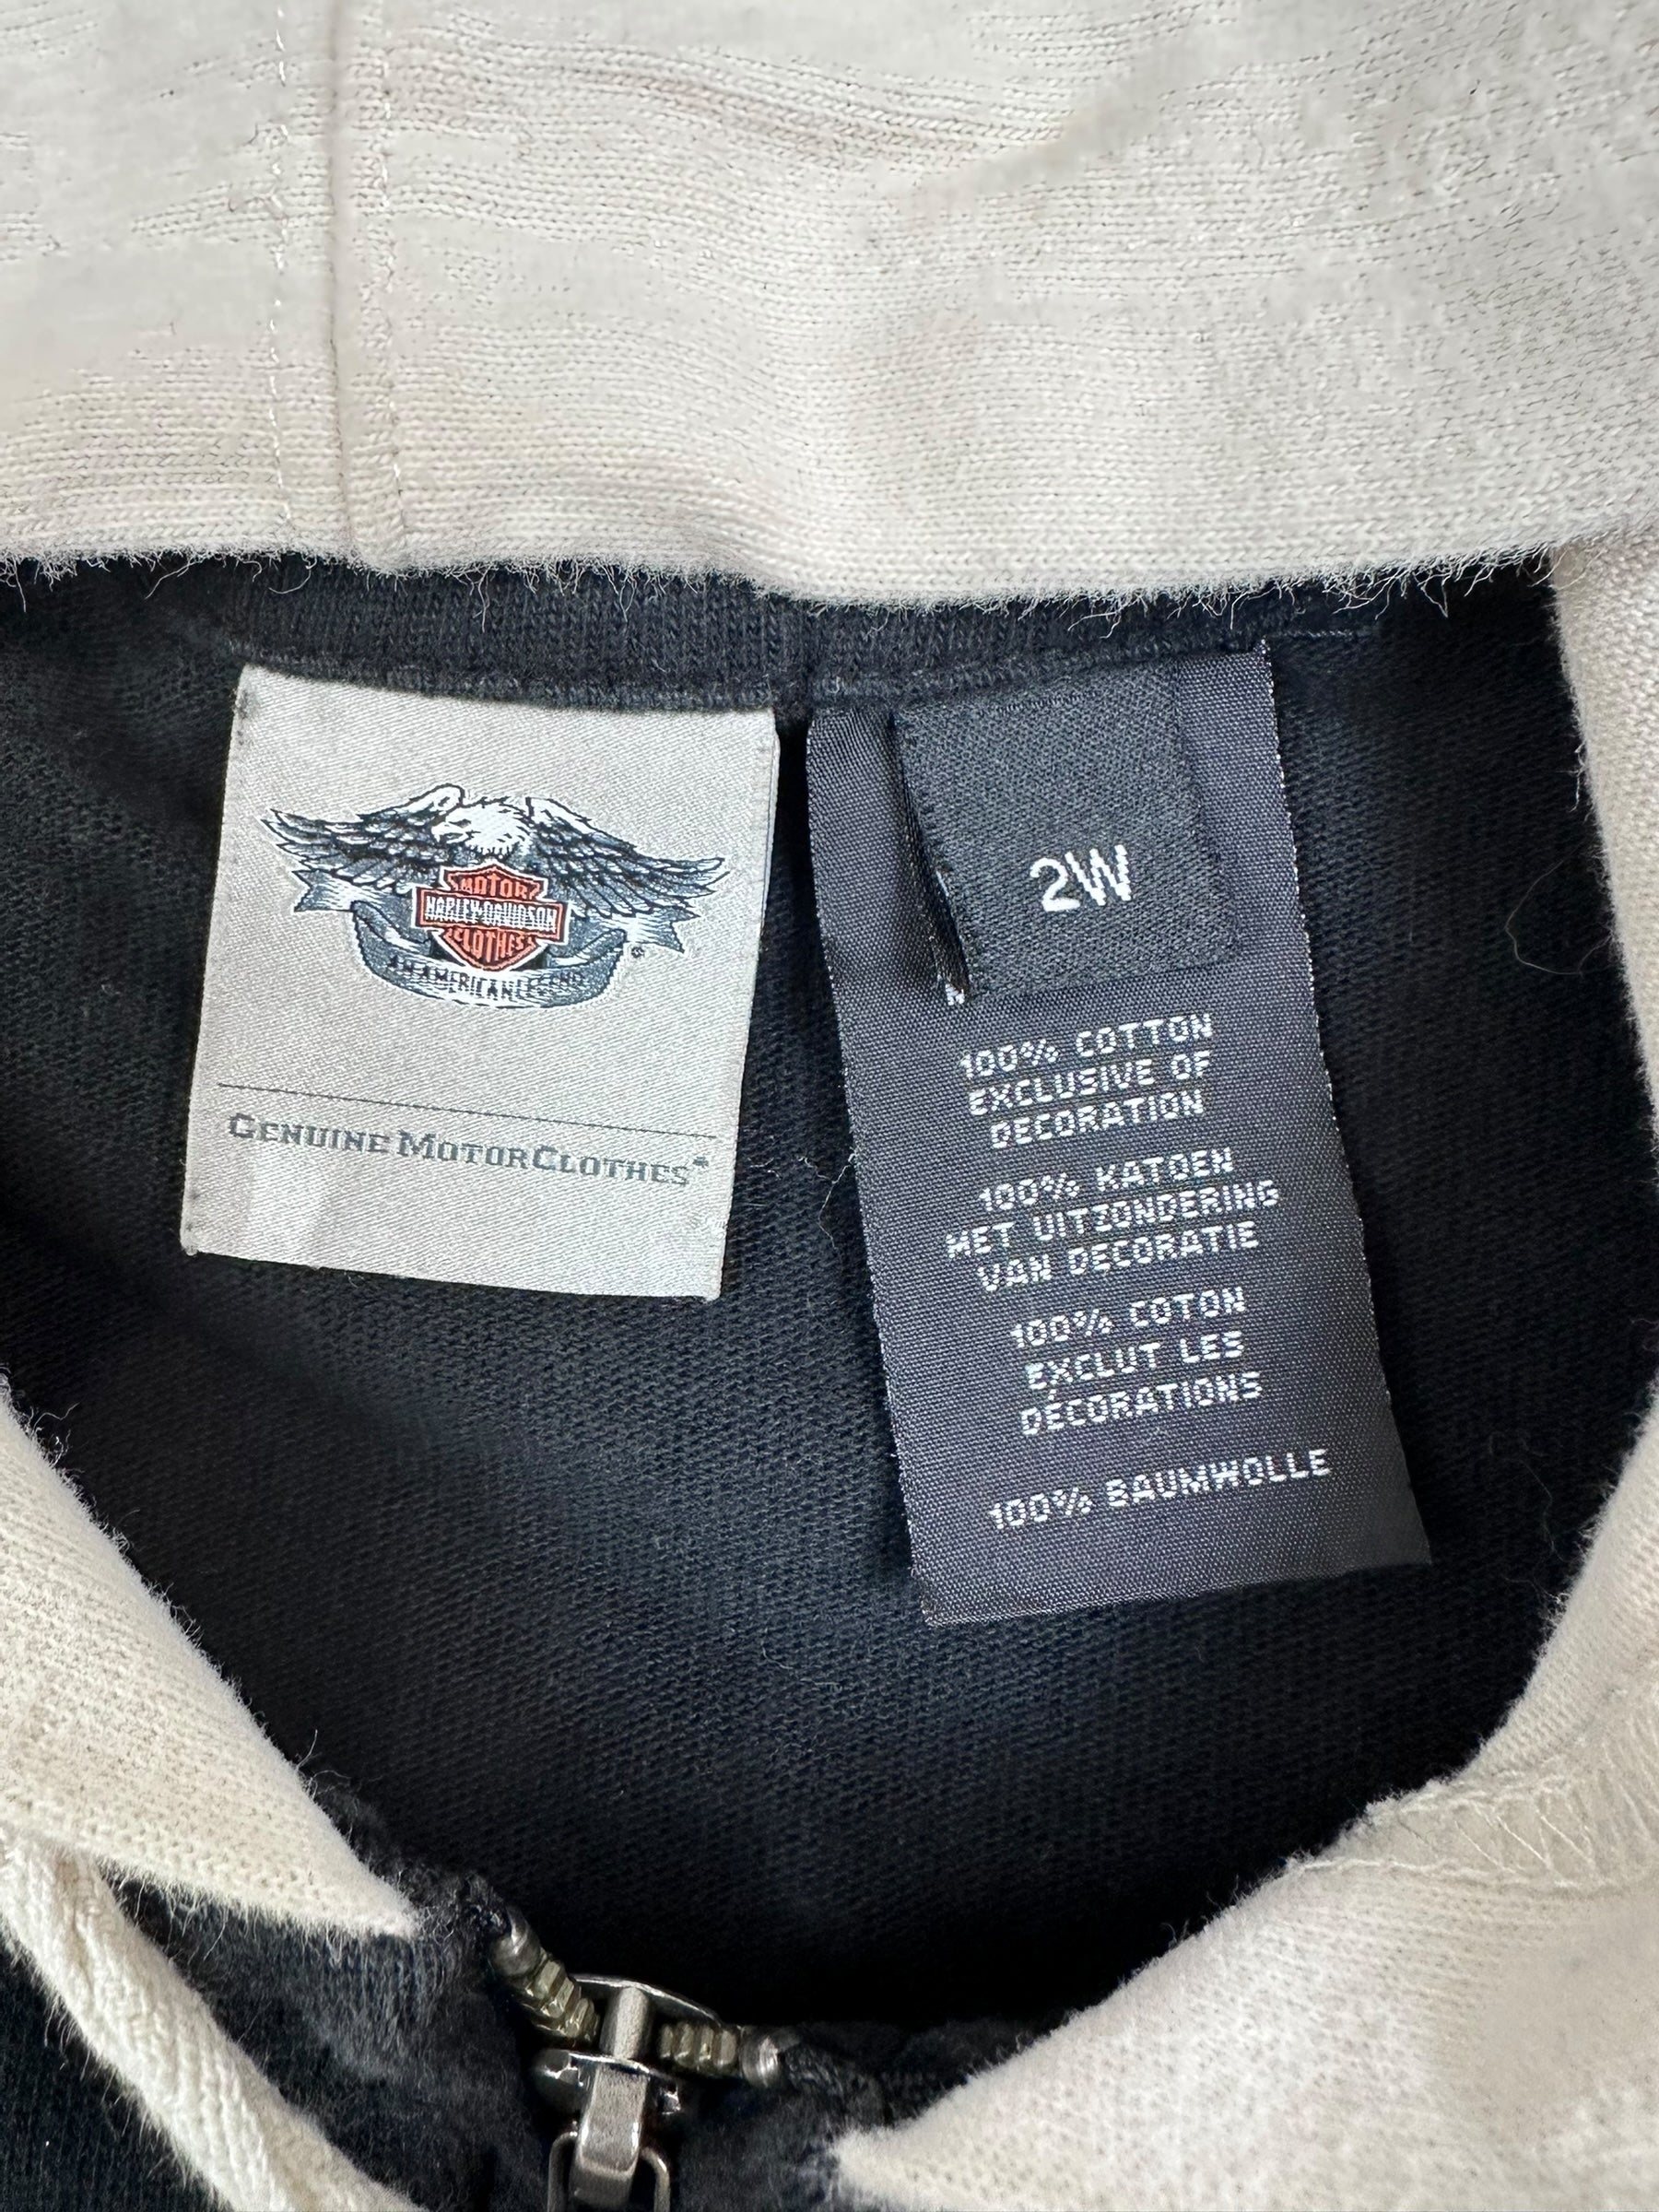 MOTOR
HARLEY-DAVIDSON
CLOTHES
AN AMERICAN LEGEND
®
GENUINE MOTORCLOTHES®
2W
100% COTTON
EXCLUSIVE OF
DECORATION
100% KATOEN
MET UITZONDERING
VAN DECORATIE
100% COTON
EXCLUT LES
DÉCORATIONS
100% BAUMWOLLE